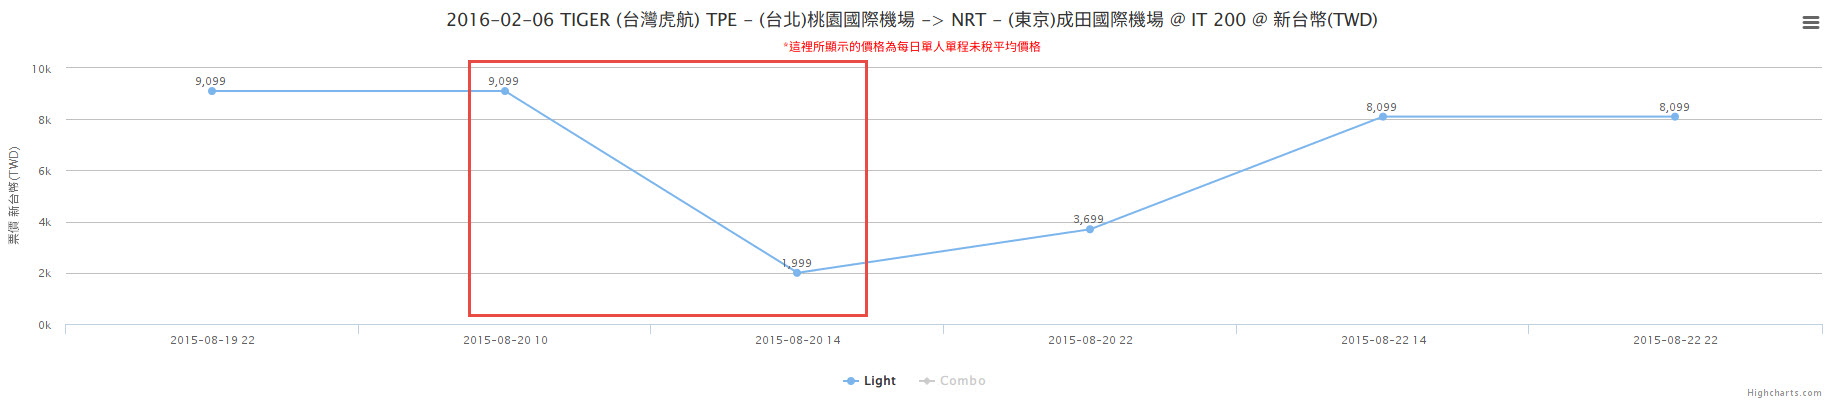 2016-02-06 TIGER (台灣虎航) TPE - (台北)桃園國際機場 -> NRT - (東京)成田國際機場 @ IT 200 @ 新台幣(TWD)
*這裡所顯示的價格為每日單人單程未稅平均價格
票價 新台幣(TWD)
10k
8k
6k
4k
2k
0k
9,099
9,099
1,999
3,699
8,099
8,099
2015-08-19 22
2015-08-20 10
2015-08-20 14
2015-08-20 22
2015-08-22 14
2015-08-22 22
Light
Combo
Highcharts.com